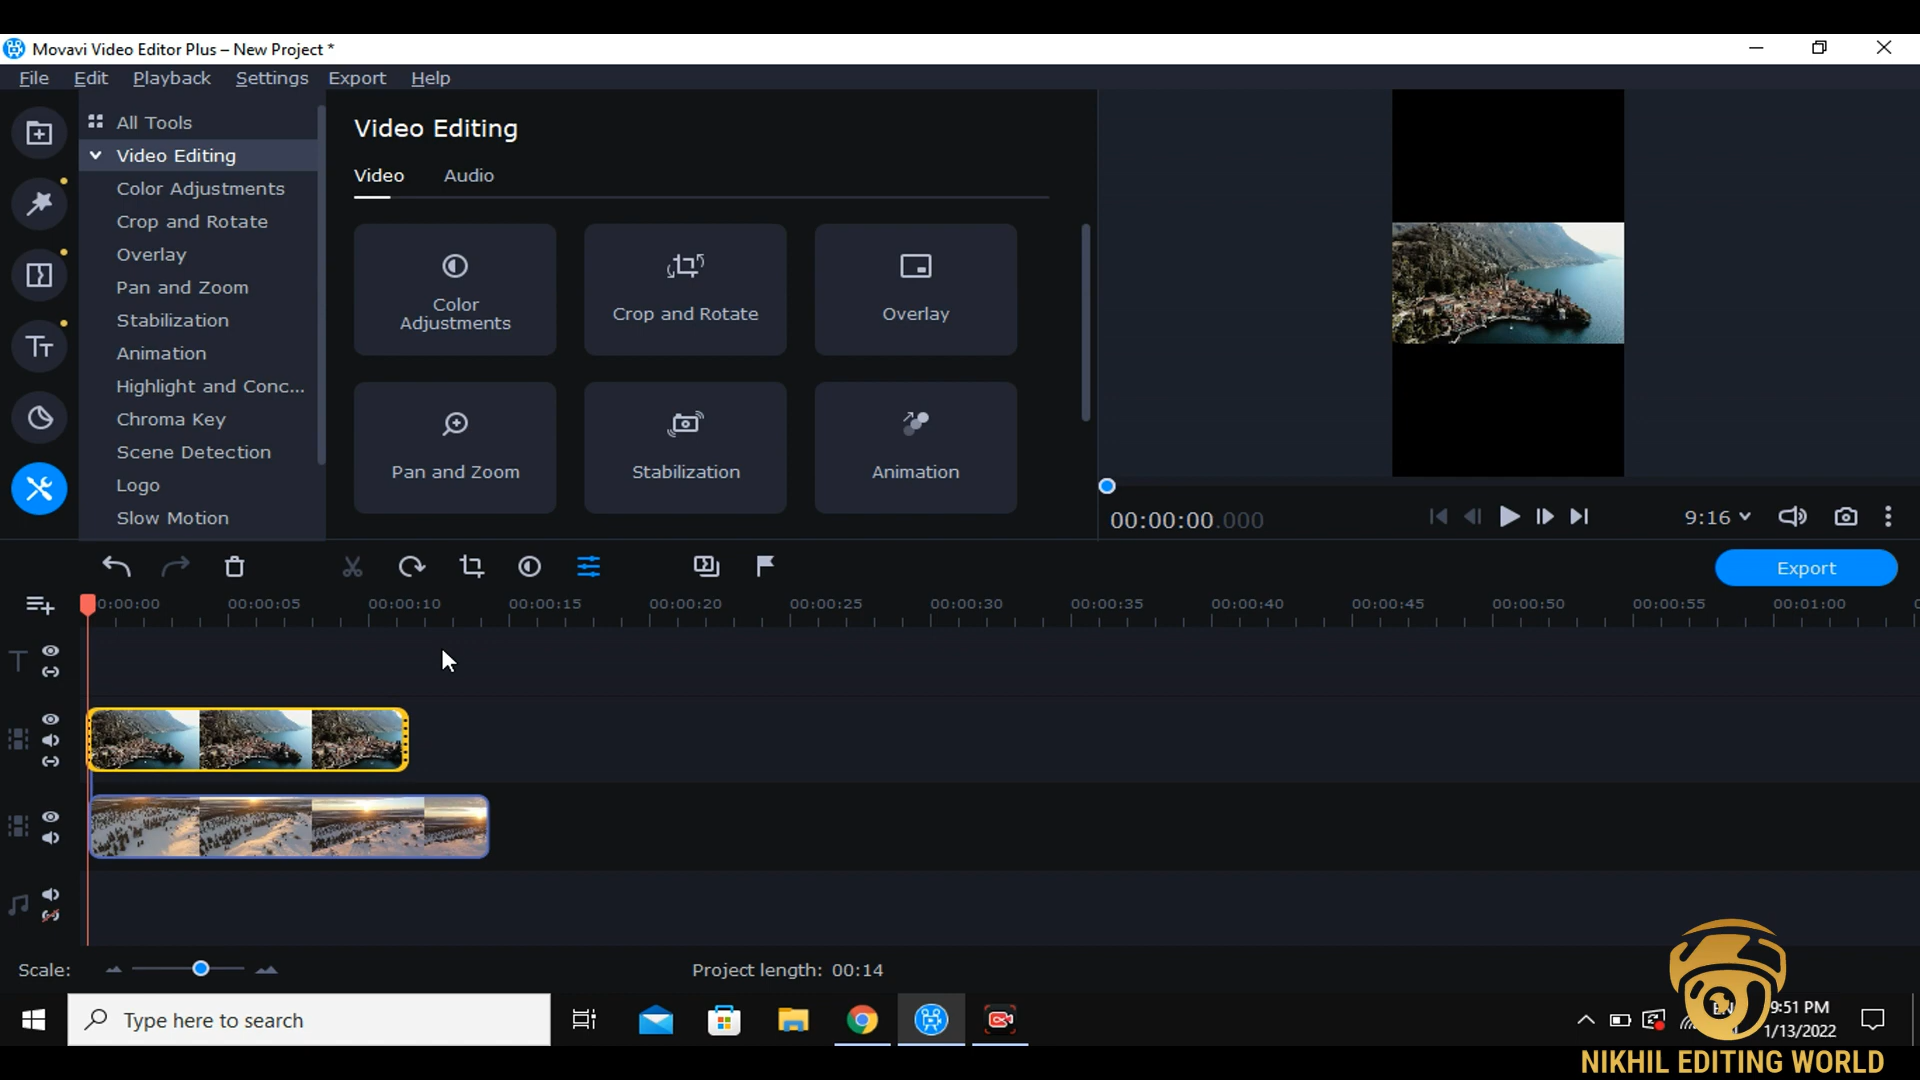 Movavi Video Editor Plus – New Project *
File Edit Playback Settings Export Help
All Tools
Video Editing
Color Adjustments
Crop and Rotate
Overlay
Pan and Zoom
Stabilization
Animation
Highlight and Conc...
Chroma Key
Scene Detection
Logo
Slow Motion
Video Editing
Video Audio
Color
Adjustments
Crop and Rotate
Overlay
Pan and Zoom
Stabilization
Animation
00:00:00.000
9:16
Export
0:00:00 00:00:05 00:00:10 00:00:15 00:00:20 00:00:25 00:00:30 00:00:35 00:00:40 00:00:45 00:00:50 00:00:55 00:01:00
Scale:
Project length: 00:14
Type here to search
9:51 PM
1/13/2022
NIKHIL EDITING WORLD